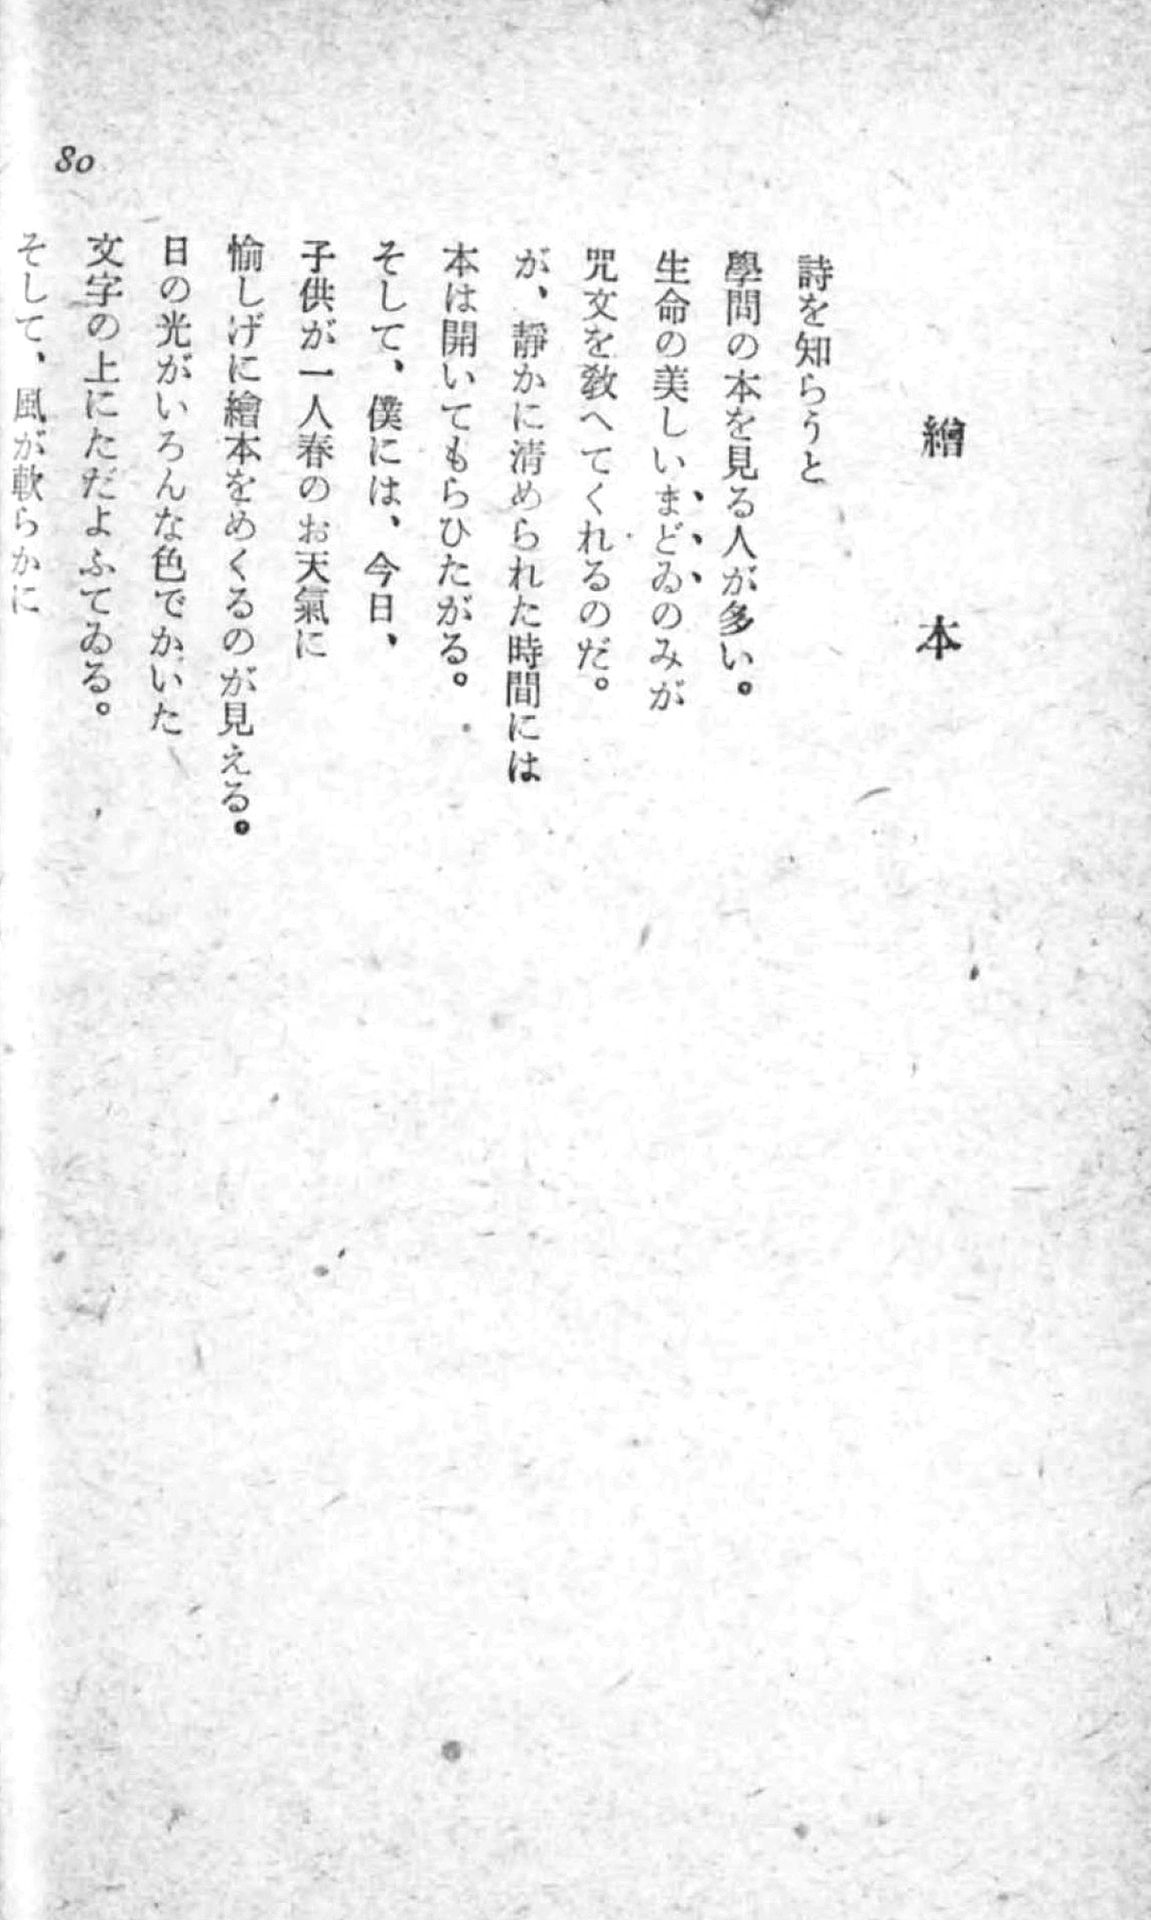 繪本
詩を知らうと
學問の本を見る人が多い。
生命の美しいまどゐのみが
咒文を敎へてくれるのだ。
が、靜かに淸められた時間には
本は開いてもらひたがる。
そして、僕には、今日、
子供が一人春のお天氣に
愉しげに繪本をめくるのが見える。
日の光がいろんな色でかいた
文字の上にただよふてゐる。
そして、風が軟らかに
80